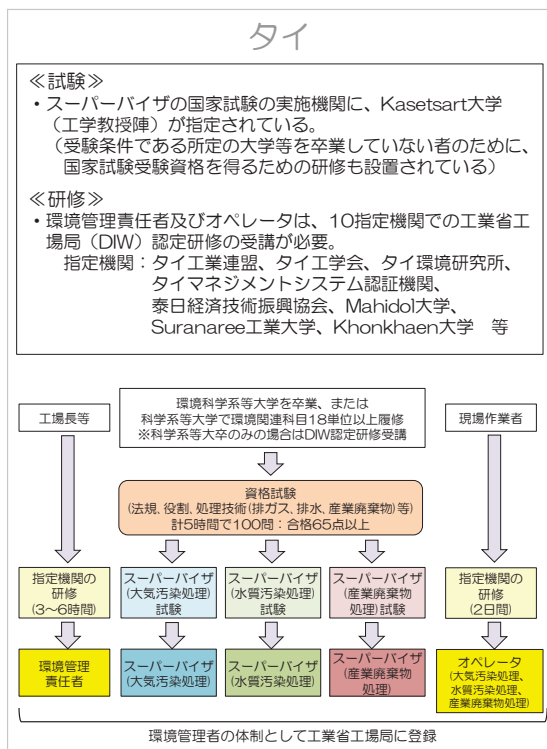 タイ
≪試験≫
・スーパーバイザの国家試験の実施機関に、Kasetsart大学
（工学教授陣）が指定されている。
（受験条件である所定の大学等を卒業していない者のために、
国家試験受験資格を得るための研修も設置されている）
≪研修≫
・環境管理責任者及びオペレータは、10指定機関での工業省工
場局（DIW）認定研修の受講が必要。
指定機関：タイ工業連盟、タイ工学会、タイ環境研究所、
タイマネジメントシステム認証機関、
泰日経済技術振興協会、Mahidol大学、
Suranaree工業大学、Khonkhaen大学　等
工場長等
環境科学系等大学を卒業、または
科学系等大学で環境関連科目18単位以上履修
※科学系等大卒のみの場合はDIW認定研修受講
現場作業者
資格試験
(法規、役割、処理技術(排ガス、排水、産業廃棄物)等)
計5時間で100問：合格65点以上
指定機関の
研修
(3～6時間)
スーパーバイザ
(大気汚染処理)
試験
スーパーバイザ
(水質汚染処理)
試験
スーパーバイザ
(産業廃棄物
処理)試験
指定機関の
研修
(2日間)
環境管理
責任者
スーパーバイザ
(大気汚染処理)
スーパーバイザ
(水質汚染処理)
スーパーバイザ
(産業廃棄物
処理)
オペレータ
(大気汚染処理、
水質汚染処理、
産業廃棄物処理)
環境管理者の体制として工業省工場局に登録